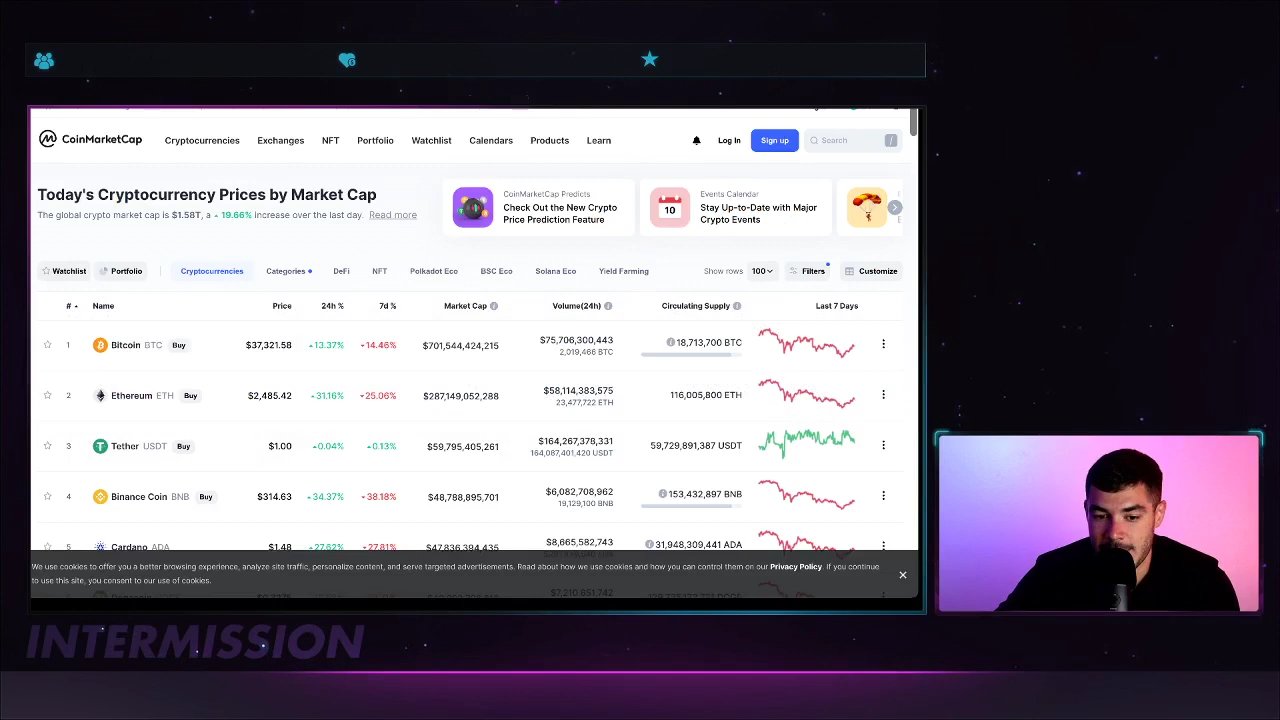 CoinMarketCap Cryptocurrencies Exchanges NFT Portfolio Watchlist Calendars Products Learn Log In Sign up Search /
Today's Cryptocurrency Prices by Market Cap
The global crypto market cap is $1.58T, a 19.66% increase over the last day. Read more
CoinMarketCap Predicts
Check Out the New Crypto
Price Prediction Feature
10
Events Calendar
Stay Up-to-Date with Major
Crypto Events
Watchlist Portfolio Cryptocurrencies Categories DeFi NFT Polkadot Eco BSC Eco Solana Eco Yield Farming Show rows 100 Filters Customize
# Name Price 24h % 7d % Market Cap Volume(24h) Circulating Supply Last 7 Days
1 Bitcoin BTC Buy $37,321.58 13.37% 14.46% $701,544,424,215 $75,706,300,443 18,713,700 BTC
2,019,466 BTC
2 Ethereum ETH Buy $2,485.42 31.16% 25.06% $287,149,052,288 $58,114,383,575 116,005,800 ETH
23,477,722 ETH
3 Tether USDT Buy $1.00 0.04% 0.13% $59,795,405,261 $164,267,378,331 59,729,891,387 USDT
164,087,401,420 USDT
4 Binance Coin BNB Buy $314.63 34.37% 38.18% $48,788,895,701 $6,082,708,962 153,432,897 BNB
19,129,100 BNB
5 Cardano ADA $1.48 27.62% 27.81% $47,836,394,435 $8,665,582,743 31,948,309,441 ADA
We use cookies to offer you a better browsing experience, analyze site traffic, personalize content, and serve targeted advertisements. Read about how we use cookies and how you can control them on our Privacy Policy. If you continue
to use this site, you consent to our use of cookies.
$7,210,951,742
INTERMISSION